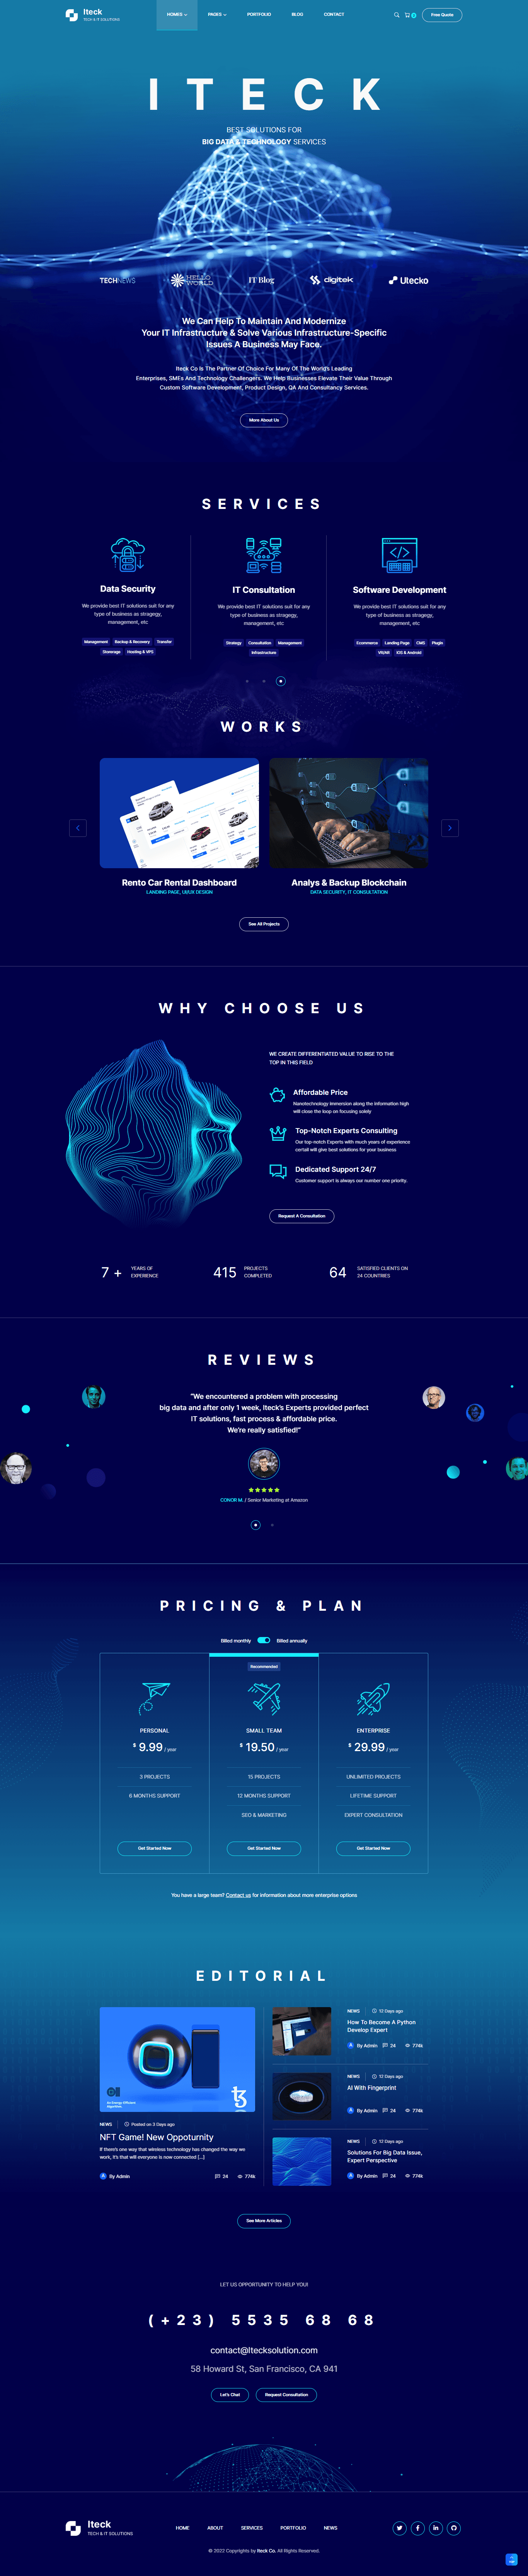 Iteck
TECH & IT SOLUTIONS
HOMES
PAGES
PORTFOLIO
BLOG
CONTACT
0
Free Quote
ITECK
BEST SOLUTIONS FOR
BIG DATA & TECHNOLOGY SERVICES
TECHNEWS
HELLO WORLD
IT Blog
digitek
Utecko
We Can Help To Maintain And Modernize
Your IT Infrastructure & Solve Various Infrastructure-Specific
Issues A Business May Face.
Iteck Co Is The Partner Of Choice For Many Of The World's Leading
Enterprises, SMEs And Technology Challengers. We Help Businesses Elevate Their Value Through
Custom Software Development, Product Design, QA And Consultancy Services.
More About Us
SERVICES
Data Security
We provide best IT solutions suit for any
type of business as stragegy,
management, etc
Management Backup & Recovery Transfer
Storerage Hosting & VPS
IT Consultation
We provide best IT solutions suit for any
type of business as stragegy,
management, etc
Strategy Consultation Management
Infrastructure
Software Development
We provide best IT solutions suit for any
type of business as stragegy,
management, etc
Ecommerce Landing Page CMS Plugin
VR/AR IOS & Android
WORKS
Rento Car Rental Dashboard
LANDING PAGE, UI/UX DESIGN
Analys & Backup Blockchain
DATA SECURITY, IT CONSULTATION
See All Projects
WHY CHOOSE US
WE CREATE DIFFERENTIATED VALUE TO RISE TO THE
TOP IN THIS FIELD
Affordable Price
Nanotechnology immersion along the information high
will close the loop on focusing solely
Top-Notch Experts Consulting
Our top-notch Experts with much years of experience
certail will give best solutions for your business
Dedicated Support 24/7
Customer support is always our number one priority.
Request A Consultation
7 +
YEARS OF
EXPERIENCE
415
PROJECTS
COMPLETED
64
SATISFIED CLIENTS ON
24 COUNTRIES
REVIEWS
"We encountered a problem with processing
big data and after only 1 week, Iteck's Experts provided perfect
IT solutions, fast process & affordable price.
We're really satisfied!"
CONOR M. / Senior Marketing at Amazon
PRICING & PLAN
Billed monthly
Billed annually
PERSONAL
$ 9.99 / year
3 PROJECTS
6 MONTHS SUPPORT
Get Started Now
Recommended
SMALL TEAM
$ 19.50 / year
15 PROJECTS
12 MONTHS SUPPORT
SEO & MARKETING
Get Started Now
ENTERPRISE
$ 29.99 / year
UNLIMITED PROJECTS
LIFETIME SUPPORT
EXPERT CONSULTATION
Get Started Now
You have a large team? Contact us for information about more enterprise options
EDITORIAL
NEWS
Posted on 3 Days ago
NFT Game! New Oppoturnity
If there's one way that wireless technology has changed the way we
work, it's that will everyone is now connected [...]
A By Admin
24
774k
NEWS
12 Days ago
How To Become A Python
Develop Expert
A By Admin
24
774k
NEWS
12 Days ago
AI With Fingerprint
A By Admin
24
774k
NEWS
12 Days ago
Solutions For Big Data Issue,
Expert Perspective
A By Admin
24
774k
See More Articles
LET US OPPORTUNITY TO HELP YOU!
(+23) 5535 68 68
contact@Itecksolution.com
58 Howard St, San Francisco, CA 941
Let's Chat
Request Consultation
Iteck
TECH & IT SOLUTIONS
HOME
ABOUT
SERVICES
PORTFOLIO
NEWS
© 2022 Copyrights by Iteck Co. All Rights Reserved.